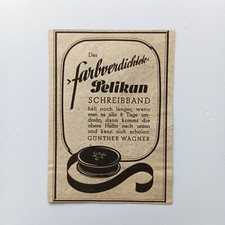 Das
›farbverdichtete‹
Pelikan
SCHREIBBAND
hält noch länger, wenn
man es alle 8 Tage um-
dreht, dann kommt die
obere Hälfte nach unten
und kann sich erholen.
GÜNTHER WAGNER